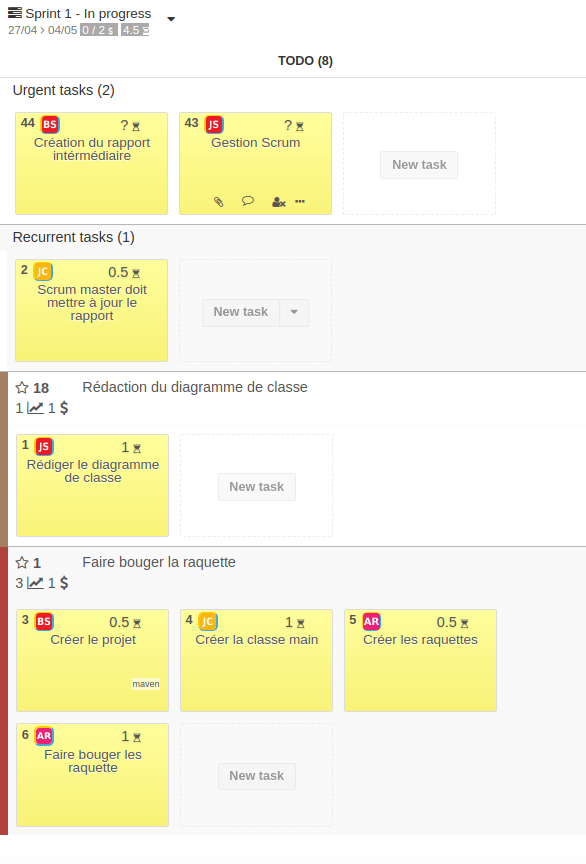 Sprint 1 - In progress
27/04 > 04/05 0 / 2 $ 4.5
TODO (8)
Urgent tasks (2)
44 BS ?
Création du rapport
intérmédiaire
43 JS ?
Gestion Scrum
New task
Recurrent tasks (1)
2 JC 0.5
Scrum master doit
mettre à jour le
rapport
New task
18 Rédaction du diagramme de classe
1 1 $
1 JS 1
Rédiger le diagramme
de classe
New task
1 Faire bouger la raquette
3 1 $
3 BS 0.5
Créer le projet
maven
4 JC 1
Créer la classe main
5 AR 0.5
Créer les raquettes
6 AR 1
Faire bouger les
raquette
New task